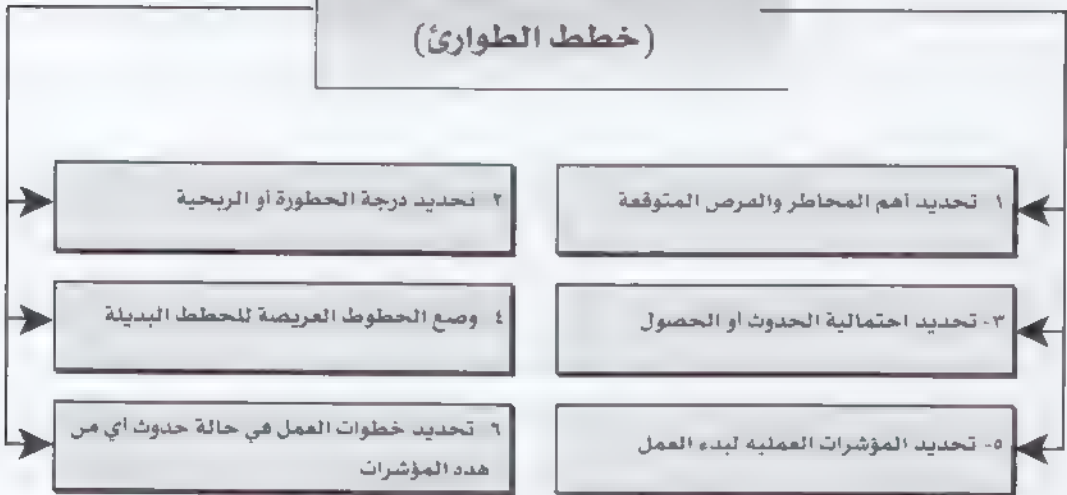 (خطط الطوارئ)
١ تحديد أهم المخاطر والفرص المتوقعة
٢ تحديد درجة الخطورة أو الربحية
٣- تحديد احتمالية الحدوث أو الحصول
٤ وضع الخطوط العريضة للخطط البديلة
٥- تحديد المؤشرات العملية لبدء العمل
٦ تحديد خطوات العمل في حالة حدوث أي من
هذه المؤشرات